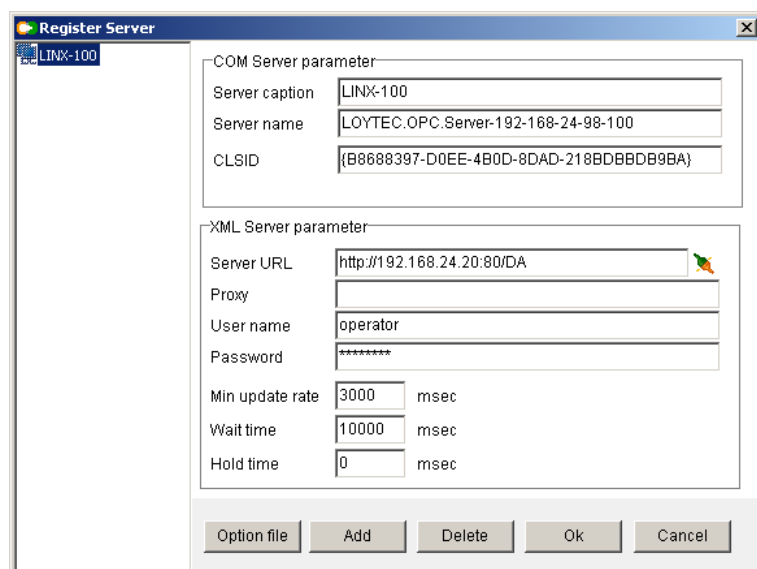 Register Server
LINX-100
COM Server parameter
Server caption LINX-100
Server name LOYTEC.OPC.Server-192-168-24-98-100
CLSID {B8688397-D0EE-4B0D-8DAD-218BDBBDB9BA}
XML Server parameter
Server URL http://192.168.24.20:80/DA
Proxy
User name operator
Password ********
Min update rate 3000 msec
Wait time 10000 msec
Hold time 0 msec
Option file Add Delete Ok Cancel